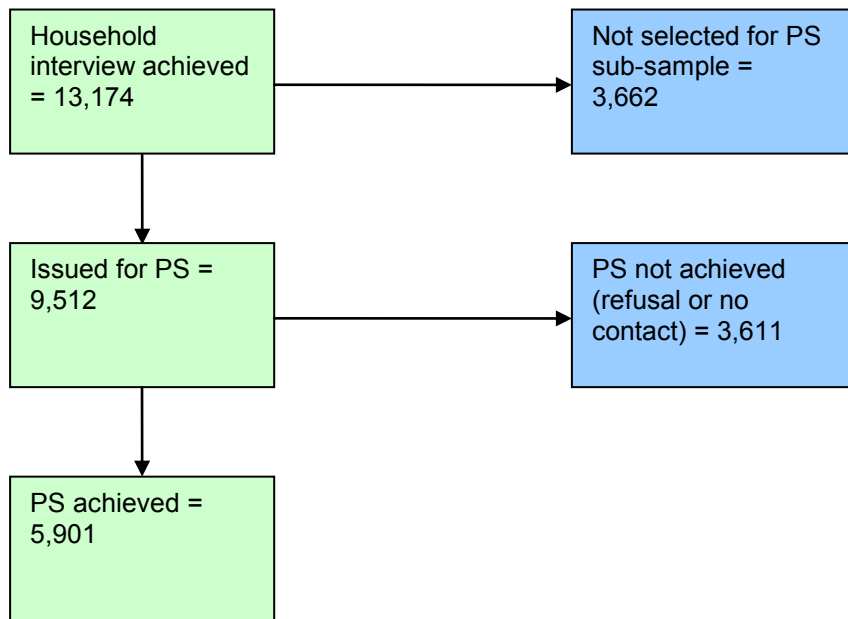 Household
interview achieved
= 13,174
Not selected for PS
sub-sample =
3,662
Issued for PS =
9,512
PS not achieved
(refusal or no
contact) = 3,611
PS achieved =
5,901